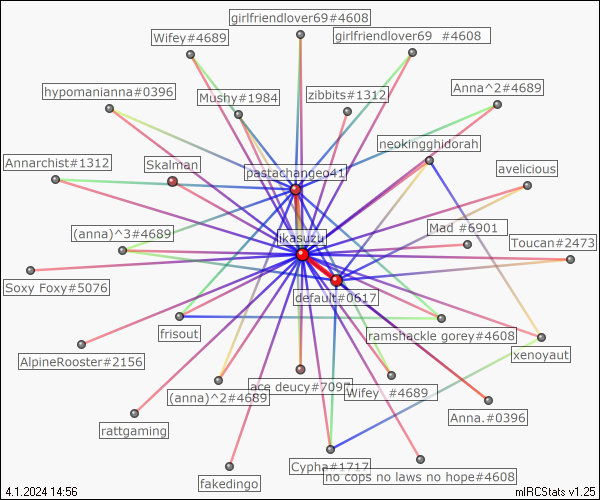 girlfriendlover69#4608
Wifey#4689
girlfriendlover69 #4608
hypomanianna#0396
Mushy#1984
zibbits#1312
Anna^2#4689
neokingghidorah
Annarchist#1312
Skalman
pastachangeo41
avelicious
(anna)^3#4689
ikasuzu
Mad #6901
Toucan#2473
Soxy Foxy#5076
default#0617
frisout
ramshackle gorey#4608
xenoyaut
AlpineRooster#2156
ace deucy#7097
(anna)^2#4689
Wifey #4689
Anna.#0396
rattgaming
Cypha#1717
no cops no laws no hope#4608
fakedingo
4.1.2024 14:56
mIRCStats v1.25